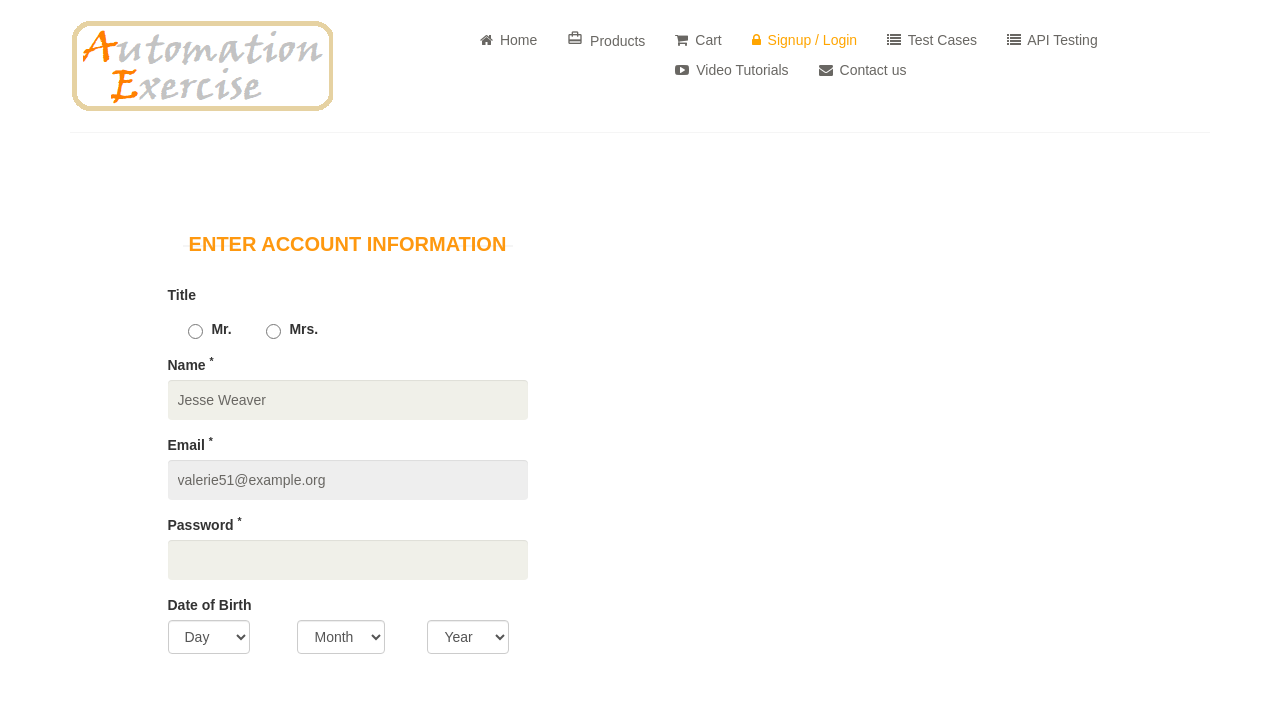 Automation
Exercise
Home Products Cart Signup / Login Test Cases API Testing
Video Tutorials Contact us
ENTER ACCOUNT INFORMATION
Title
Mr. Mrs.
Name *
Jesse Weaver
Email *
valerie51@example.org
Password *
Date of Birth
Day Month Year